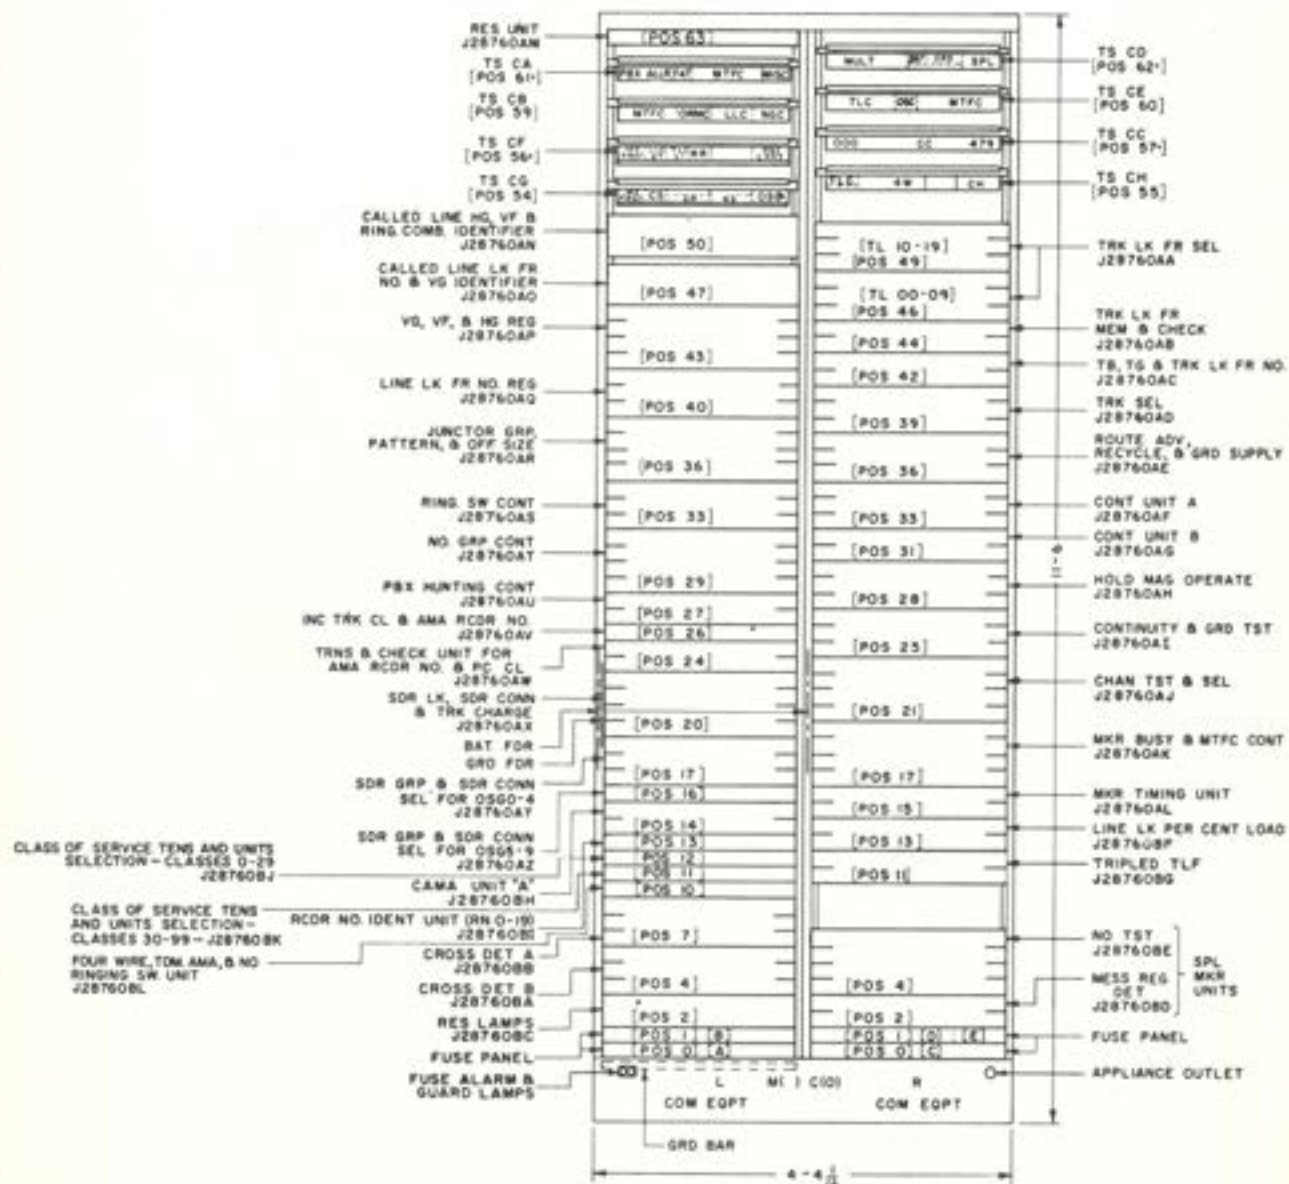 RES UNIT
J28760AM
TS CA
[POS 61-]
TS CB
[POS 59]
TS CF
[POS 56-]
TS CG
[POS 54]
CALLED LINE HG, VF &
RING. COMB. IDENTIFIER
J28760AN
CALLED LINE LK FR
NO. & VG IDENTIFIER
J28760AO
VG, VF, & HG REG
J28760AP
LINE LK FR NO. REG
J28760AQ
JUNCTOR GRP,
PATTERN, & OFF SIZE
J28760AR
RING. SW CONT
J28760AS
NO. GRP CONT
J28760AT
PBX HUNTING CONT
J28760AU
INC TRK CL & AMA RCDR NO.
J28760AV
TRNS & CHECK UNIT FOR
AMA RCDR NO. & PC CL
J28760AW
SDR LK, SDR CONN
& TRK CHARGE
J28760AX
BAT FDR
GRD FDR
SDR GRP & SDR CONN
SEL FOR OSG0-4
J28760AY
SDR GRP & SDR CONN
SEL FOR OSG5-9
J28760AZ
CLASS OF SERVICE TENS AND UNITS
SELECTION - CLASSES 0-29
J28760BJ
CAMA UNIT "A"
J28760BH
CLASS OF SERVICE TENS
AND UNITS SELECTION -
CLASSES 30-99 - J28760BK
RCDR NO. IDENT UNIT (RN 0-19)
J28760BI
FOUR WIRE, TDM, AMA, & NO
RINGING SW. UNIT
J28760BL
CROSS DET A
J28760BB
CROSS DET B
J28760BA
RES LAMPS
J28760BC
FUSE PANEL
FUSE ALARM &
GUARD LAMPS
[POS 63]
MTFC MISC
MTFC LLC NGC
[POS 50]
[POS 47]
[POS 43]
[POS 40]
[POS 36]
[POS 33]
[POS 29]
[POS 27]
[POS 26]
[POS 24]
[POS 20]
[POS 17]
[POS 16]
[POS 14]
[POS 13]
[POS 12]
[POS 11]
[POS 10]
[POS 7]
[POS 4]
[POS 2]
[POS 1] [B]
[POS 0] [A]
MULT SPL
TLC OSC MTFC
000 CC 479
TLC 4W CH
[TL 10-19]
[POS 49]
[TL 00-09]
[POS 46]
[POS 44]
[POS 42]
[POS 39]
[POS 36]
[POS 33]
[POS 31]
[POS 28]
[POS 25]
[POS 21]
[POS 17]
[POS 15]
[POS 13]
[POS 11]
[POS 4]
[POS 2]
[POS 1] [D] [E]
[POS 0] [C]
L M( ) C(0) R
COM EQPT COM EQPT
GRD BAR
TS CD
[POS 62-]
TS CE
[POS 60]
TS CC
[POS 57-]
TS CH
[POS 55]
TRK LK FR SEL
J28760AA
TRK LK FR
MEM & CHECK
J28760AB
TB, TG & TRK LK FR NO.
J28760AC
TRK SEL
J28760AD
ROUTE ADV,
RECYCLE, & GRD SUPPLY
J28760AE
CONT UNIT A
J28760AF
CONT UNIT B
J28760AG
HOLD MAG OPERATE
J28760AH
CONTINUITY & GRD TST
J28760AI
CHAN TST & SEL
J28760AJ
MKR BUSY & MTFC CONT
J28760AK
MKR TIMING UNIT
J28760AL
LINE LK PER CENT LOAD
J28760BF
TRIPLED TLF
J28760BG
NO TST
J28760BE
MESS REG
DET
J28760BD
SPL
MKR
UNITS
FUSE PANEL
APPLIANCE OUTLET
11-6